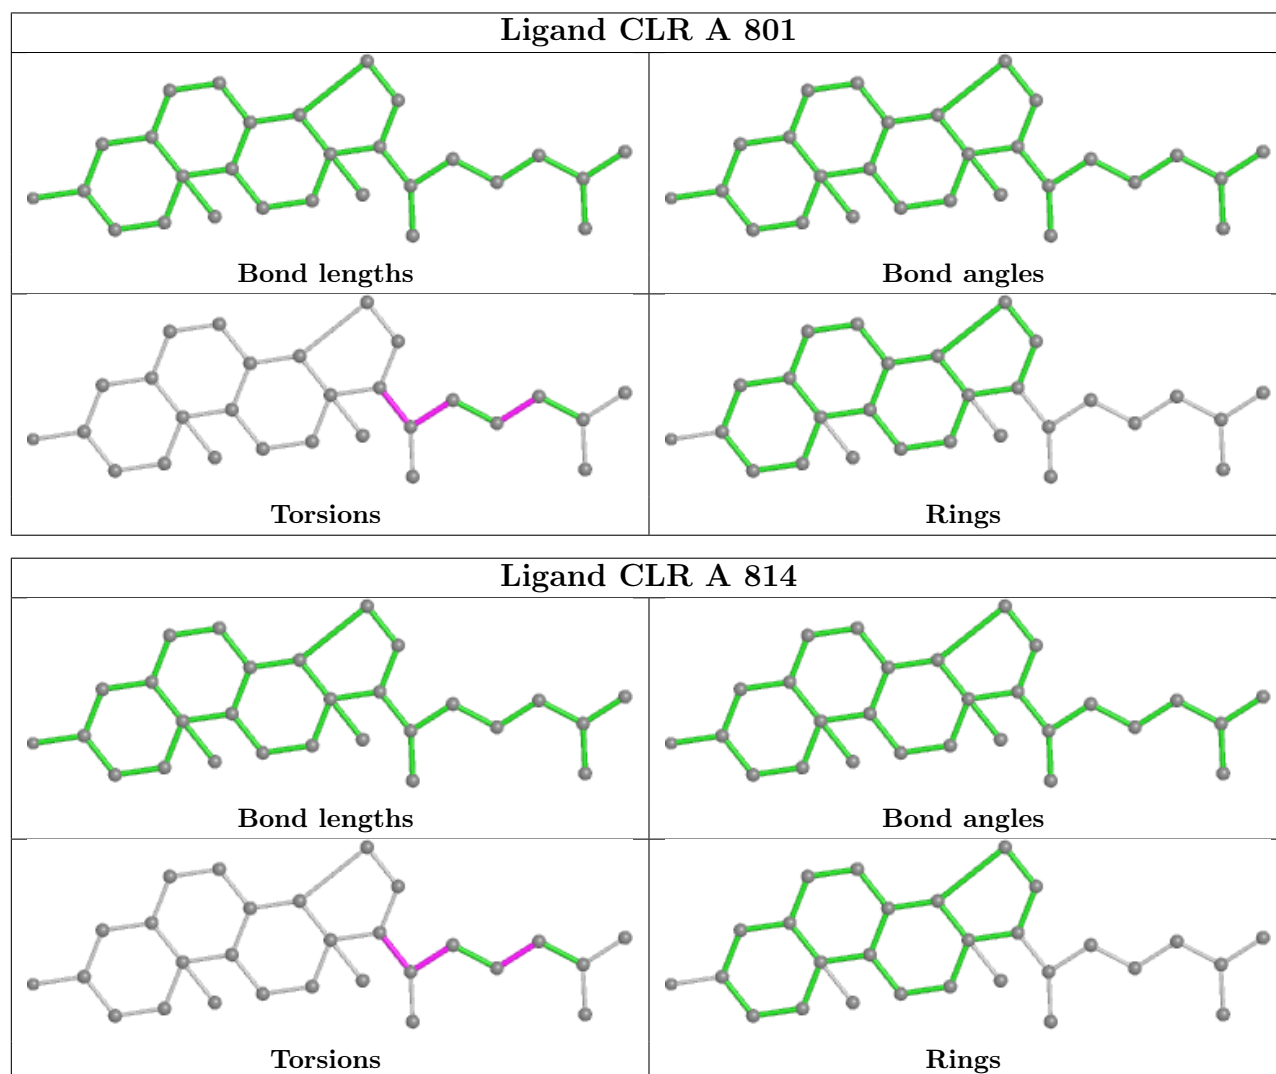 Ligand CLR A 801
Bond lengths
Bond angles
Torsions
Rings
Ligand CLR A 814
Bond lengths
Bond angles
Torsions
Rings